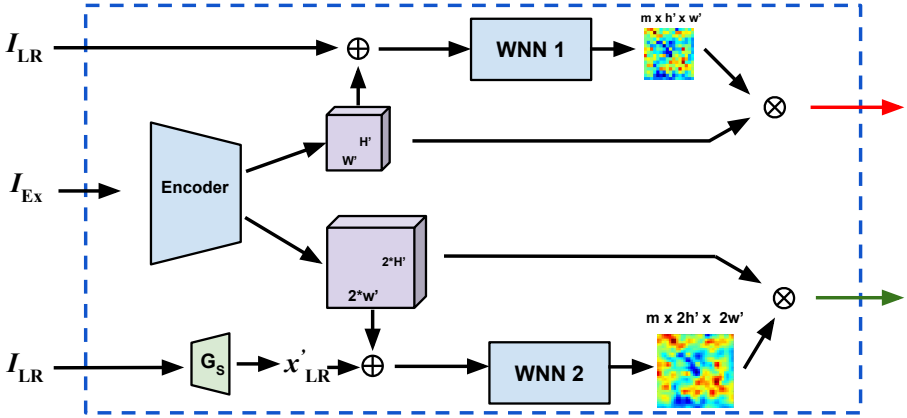 m x h' x w'
I_LR
WNN 1
H'
W'
I_Ex
Encoder
2*H'
2*w'
m x 2h' x 2w'
I_LR
G_S
x'_LR
WNN 2